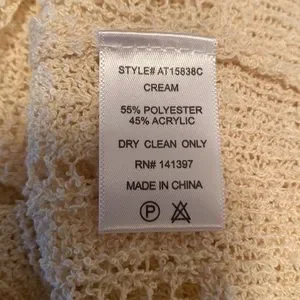 STYLE# AT15838C
CREAM
55% POLYESTER
45% ACRYLIC
DRY CLEAN ONLY
RN# 141397
MADE IN CHINA
P